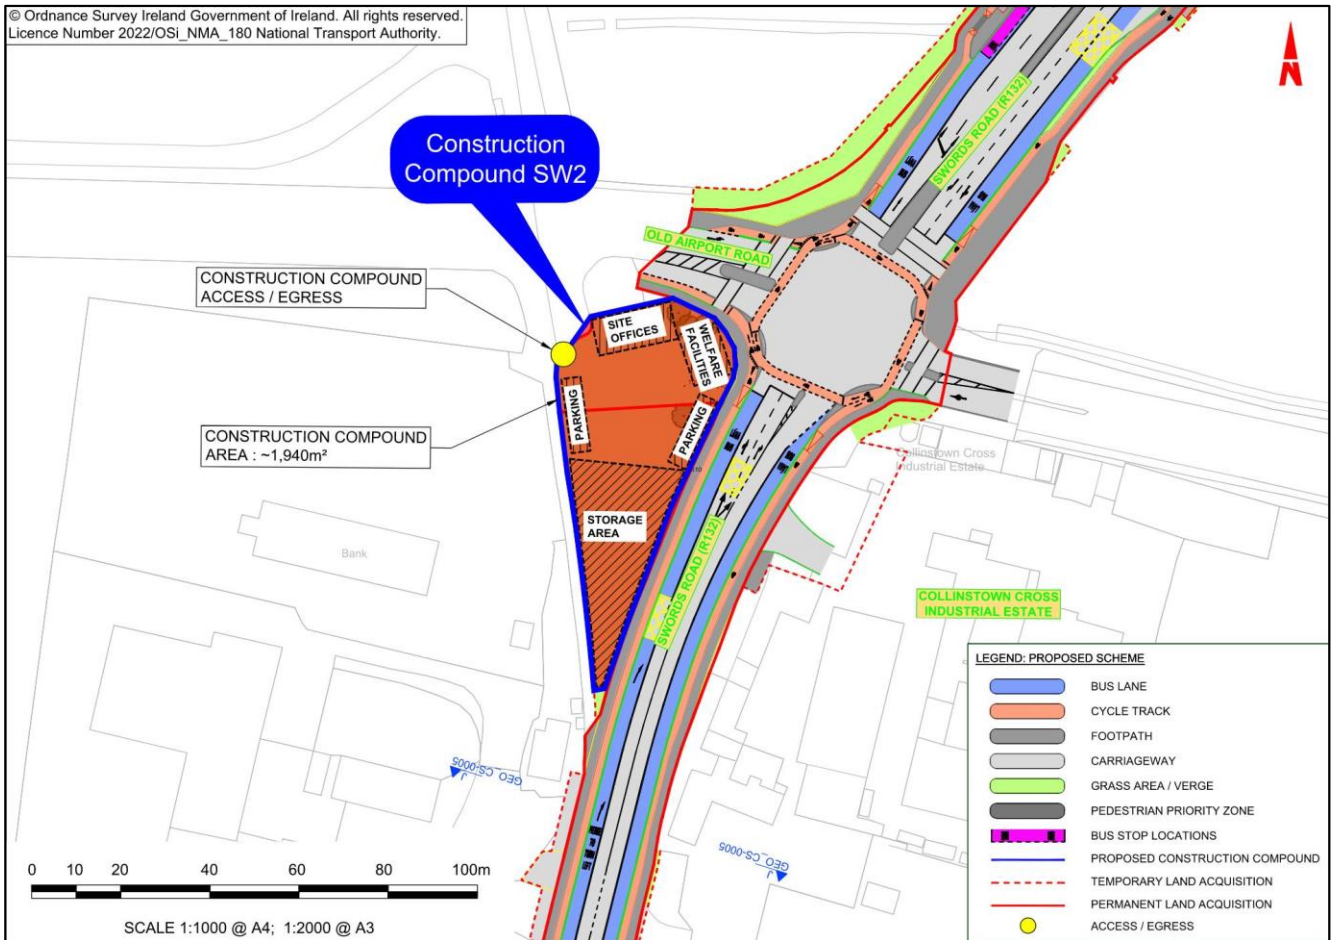 © Ordnance Survey Ireland Government of Ireland. All rights reserved.
Licence Number 2022/OSi_NMA_180 National Transport Authority.
N
Construction
Compound SW2
SWORDS ROAD (R132)
OLD AIRPORT ROAD
CONSTRUCTION COMPOUND
ACCESS / EGRESS
SITE
OFFICES
WELFARE
FACILITIES
PARKING
PARKING
CONSTRUCTION COMPOUND
AREA : ~1,940m²
Collinstown Cross
Industrial Estate
STORAGE
AREA
Bank
SWORDS ROAD (R132)
COLLINSTOWN CROSS
INDUSTRIAL ESTATE
J
GEO_CS-0005
J
GEO_CS-0005
LEGEND: PROPOSED SCHEME
BUS LANE
CYCLE TRACK
FOOTPATH
CARRIAGEWAY
GRASS AREA / VERGE
PEDESTRIAN PRIORITY ZONE
BUS STOP LOCATIONS
PROPOSED CONSTRUCTION COMPOUND
TEMPORARY LAND ACQUISITION
PERMANENT LAND ACQUISITION
ACCESS / EGRESS
0 10 20 40 60 80 100m
SCALE 1:1000 @ A4; 1:2000 @ A3